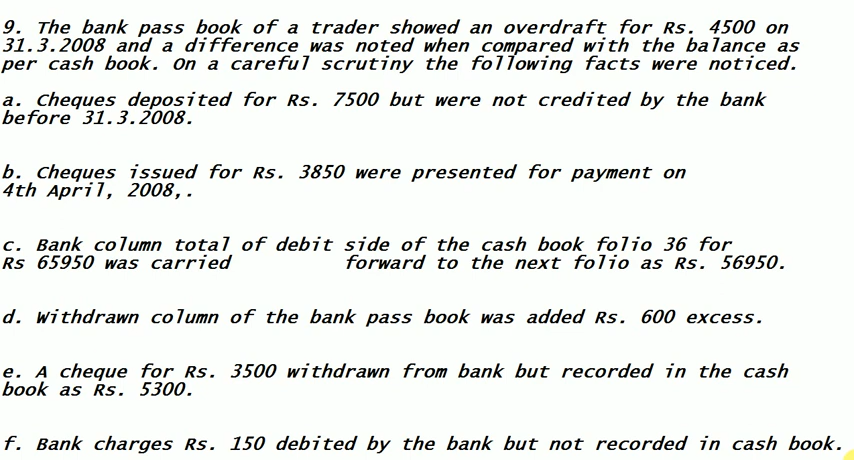 9. The bank pass book of a trader showed an overdraft for Rs. 4500 on
31.3.2008 and a difference was noted when compared with the balance as
per cash book. On a careful scrutiny the following facts were noticed.
a. Cheques deposited for Rs. 7500 but were not credited by the bank
before 31.3.2008.
b. Cheques issued for Rs. 3850 were presented for payment on
4th April, 2008,.
c. Bank column total of debit side of the cash book folio 36 for
Rs 65950 was carried forward to the next folio as Rs. 56950.
d. Withdrawn column of the bank pass book was added Rs. 600 excess.
e. A cheque for Rs. 3500 withdrawn from bank but recorded in the cash
book as Rs. 5300.
f. Bank charges Rs. 150 debited by the bank but not recorded in cash book.